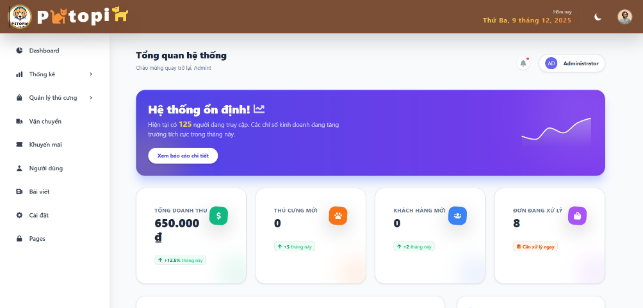 PETOPIA
Petopi
Hôm nay
Thứ Ba, 9 tháng 12, 2025
Dashboard
Thống kê
Quản lý thú cưng
Vận chuyển
Khuyến mại
Người dùng
Bài viết
Cài đặt
Pages
Tổng quan hệ thống
Chào mừng quay trở lại, Admin!
AD
Administrator
Hệ thống ổn định!
Hiện tại có 125 người đang truy cập. Các chỉ số kinh doanh đang tăng
trưởng tích cực trong tháng này.
Xem báo cáo chi tiết
TỔNG DOANH THU
650.000
₫
+12.5% tháng này
THÚ CƯNG MỚI
0
+5 tháng này
KHÁCH HÀNG MỚI
0
+2 tháng này
ĐƠN ĐANG XỬ LÝ
8
Cần xử lý ngay